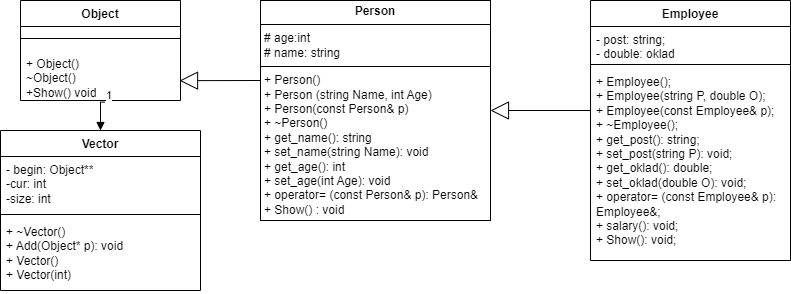 Object
+ Object()
~Object()
+Show() void
1
Vector
- begin: Object**
-cur: int
-size: int
+ ~Vector()
+ Add(Object* p): void
+ Vector()
+ Vector(int)
Person
# age:int
# name: string
+ Person()
+ Person (string Name, int Age)
+ Person(const Person& p)
+ ~Person()
+ get_name(): string
+ set_name(string Name): void
+ get_age(): int
+ set_age(int Age): void
+ operator= (const Person& p): Person&
+ Show() : void
Employee
- post: string;
- double: oklad
+ Employee();
+ Employee(string P, double O);
+ Employee(const Employee& p);
+ ~Employee();
+ get_post(): string;
+ set_post(string P): void;
+ get_oklad(): double;
+ set_oklad(double O): void;
+ operator= (const Employee& p):
Employee&;
+ salary(): void;
+ Show(): void;